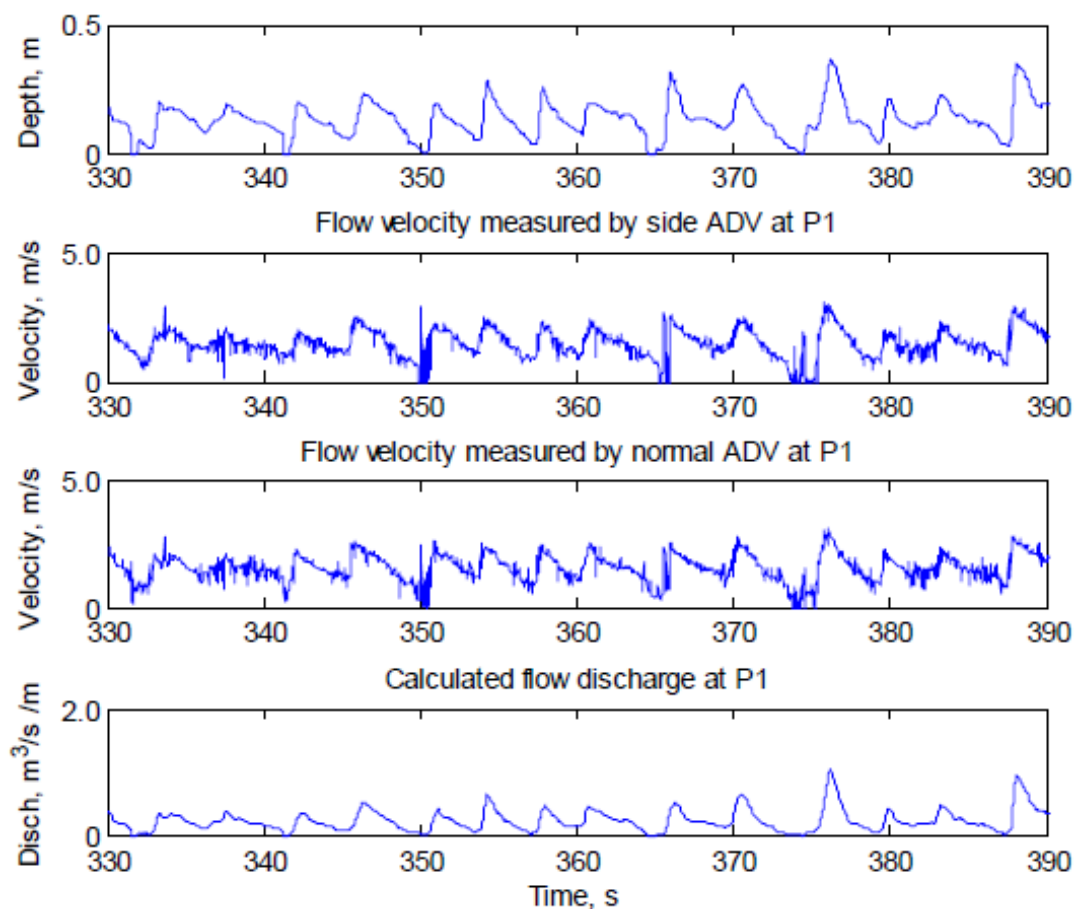 Depth, m
0.5
0
330 340 350 360 370 380 390
Flow velocity measured by side ADV at P1
Velocity, m/s
5.0
0
330 340 350 360 370 380 390
Flow velocity measured by normal ADV at P1
Velocity, m/s
5.0
0
330 340 350 360 370 380 390
Calculated flow discharge at P1
Disch, m³/s /m
2.0
0
330 340 350 360 370 380 390
Time, s